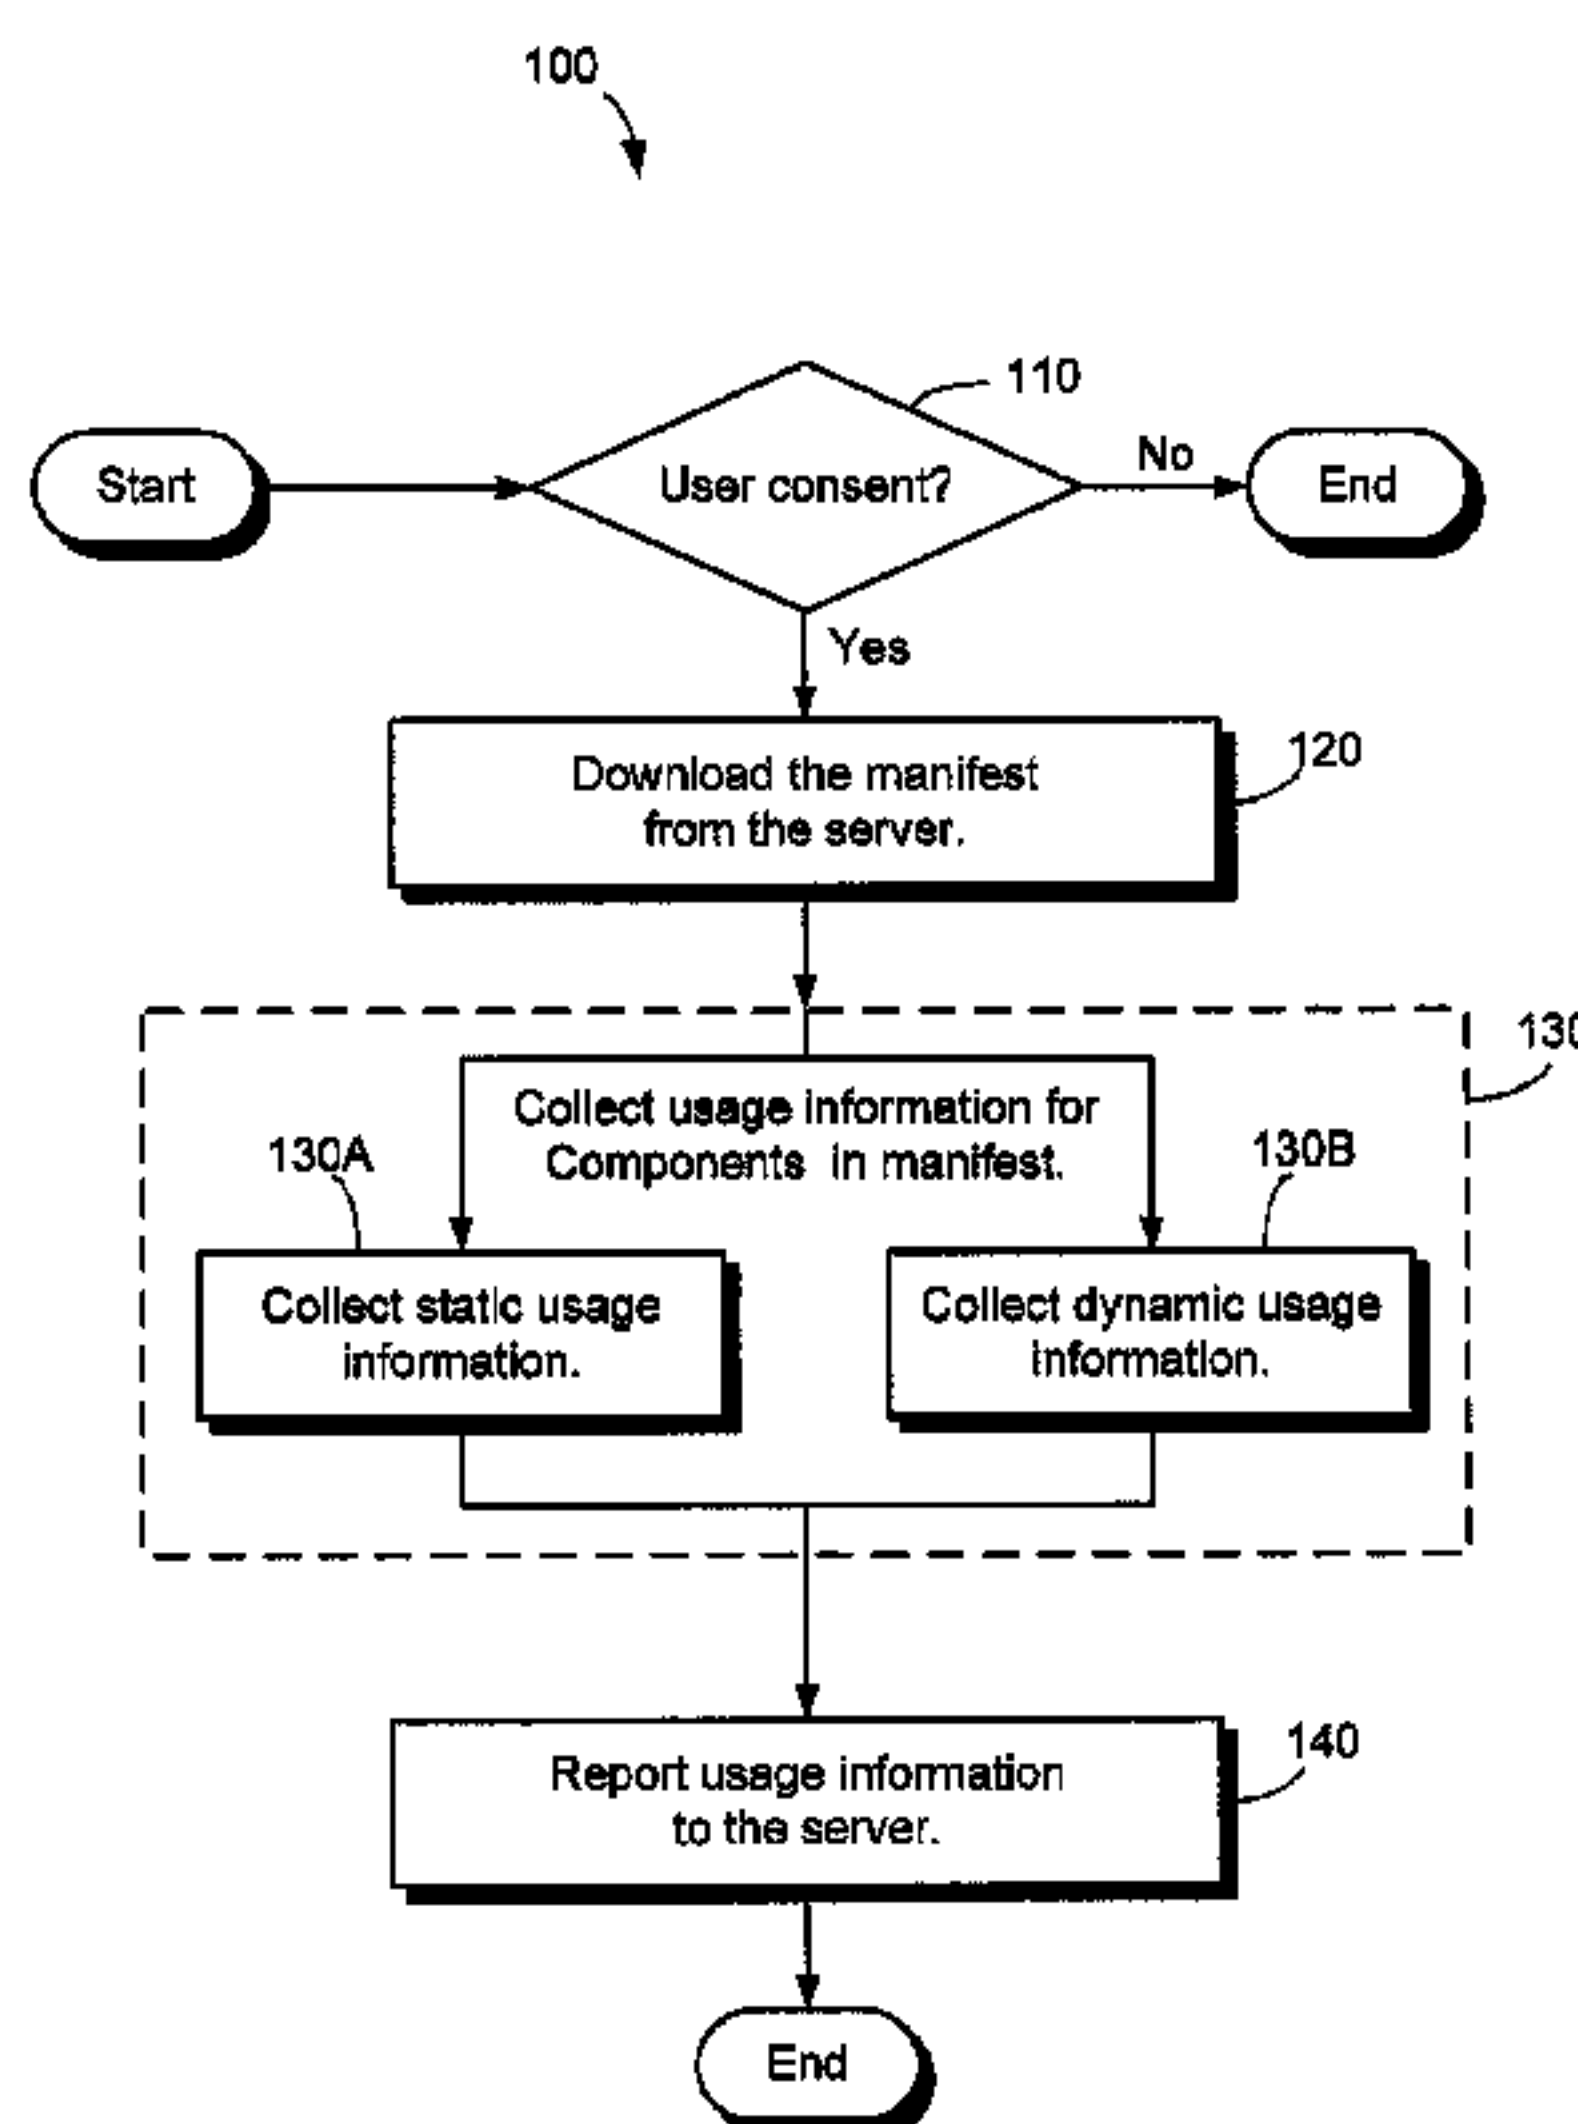 100
110
Start
User consent?
No
End
Yes
Download the manifest
from the server.
120
130
Collect usage information for
Components in manifest.
130A
130B
Collect static usage
information.
Collect dynamic usage
information.
Report usage information
to the server.
140
End